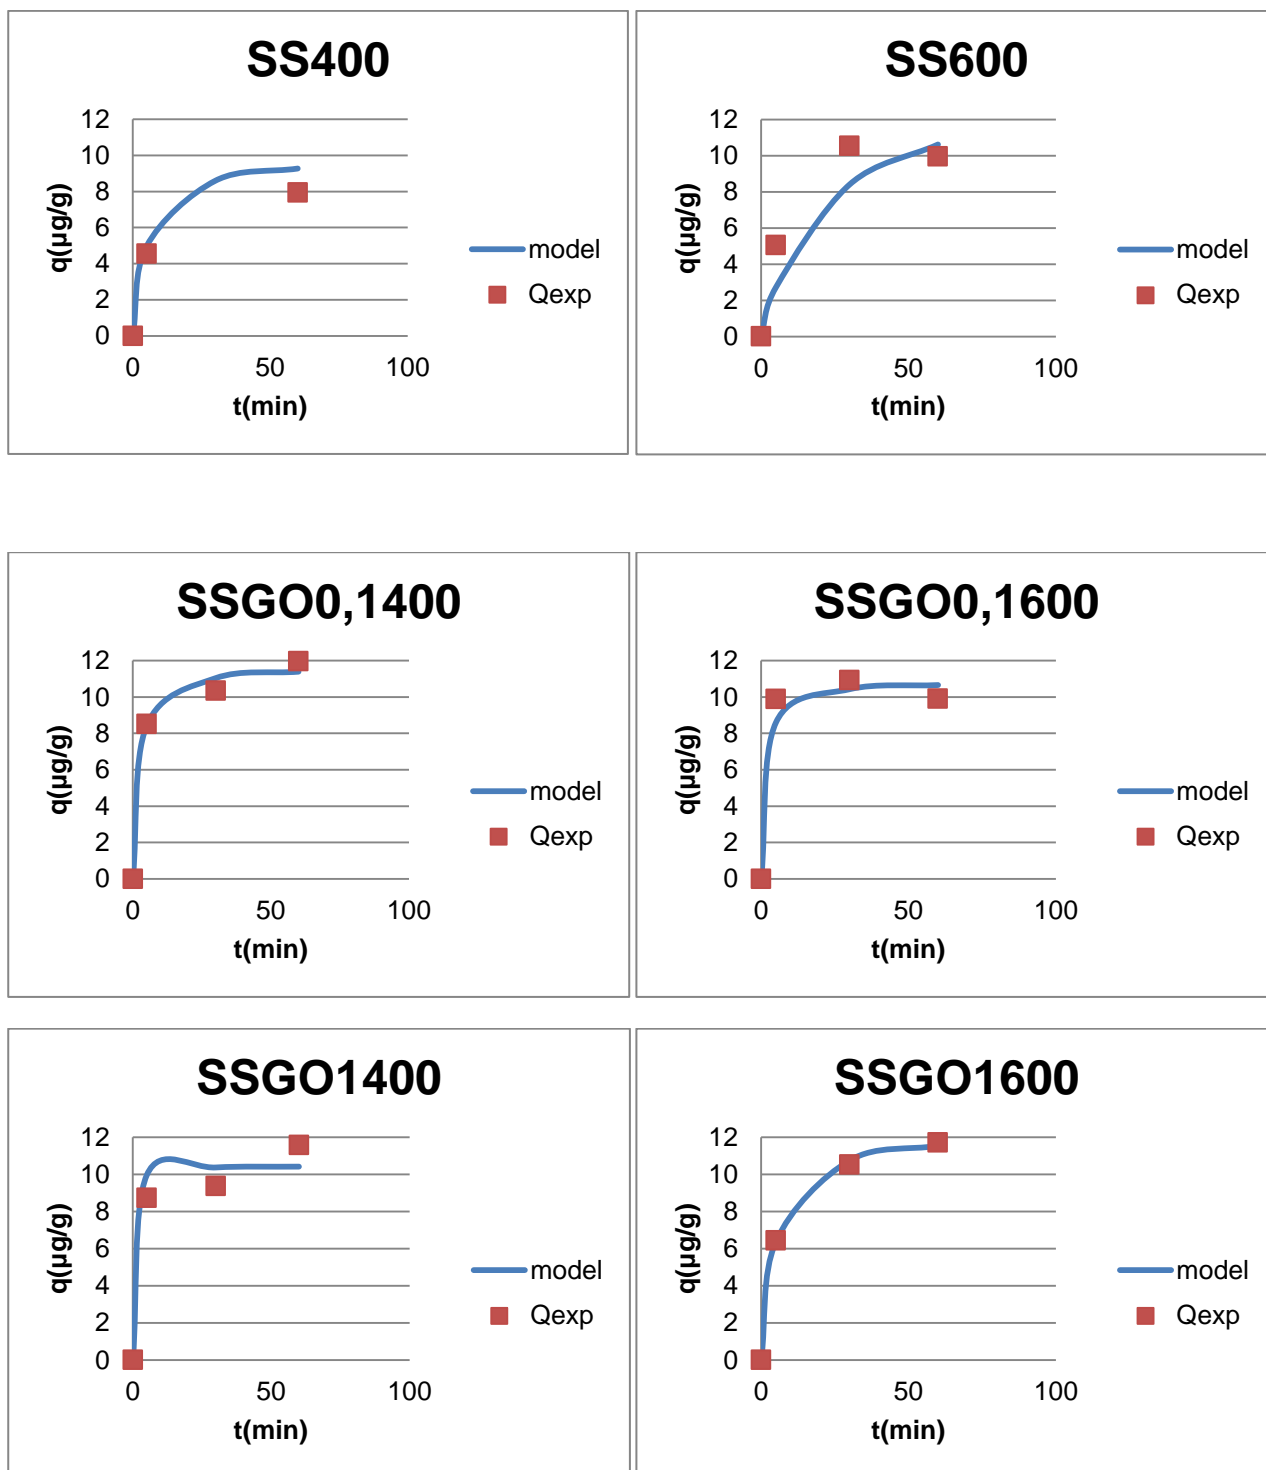 SS400
12
10
8
6
4
2
0
0 50 100
q(µg/g)
t(min)
model
Qexp
SS600
12
10
8
6
4
2
0
0 50 100
q(µg/g)
t(min)
model
Qexp
SSGO0,1400
12
10
8
6
4
2
0
0 50 100
q(µg/g)
t(min)
model
Qexp
SSGO0,1600
12
10
8
6
4
2
0
0 50 100
q(µg/g)
t(min)
model
Qexp
SSGO1400
12
10
8
6
4
2
0
0 50 100
q(µg/g)
t(min)
model
Qexp
SSGO1600
12
10
8
6
4
2
0
0 50 100
q(µg/g)
t(min)
model
Qexp